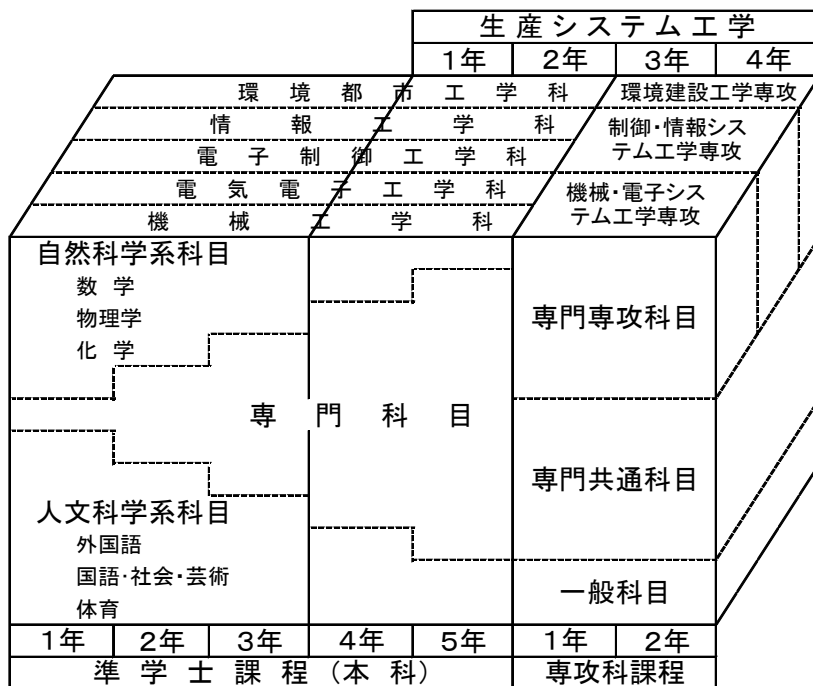 生産システム工学
1年 2年 3年 4年
環境都市工学科 環境建設工学専攻
情報工学科 制御・情報シス
テム工学専攻
電子制御工学科
電気電子工学科 機械・電子シス
テム工学専攻
機械工学科
自然科学系科目
数学
物理学
化学
専門専攻科目
専門科目
専門共通科目
人文科学系科目
外国語
国語・社会・芸術
体育
一般科目
1年 2年 3年 4年 5年 1年 2年
準学士課程(本科) 専攻科課程